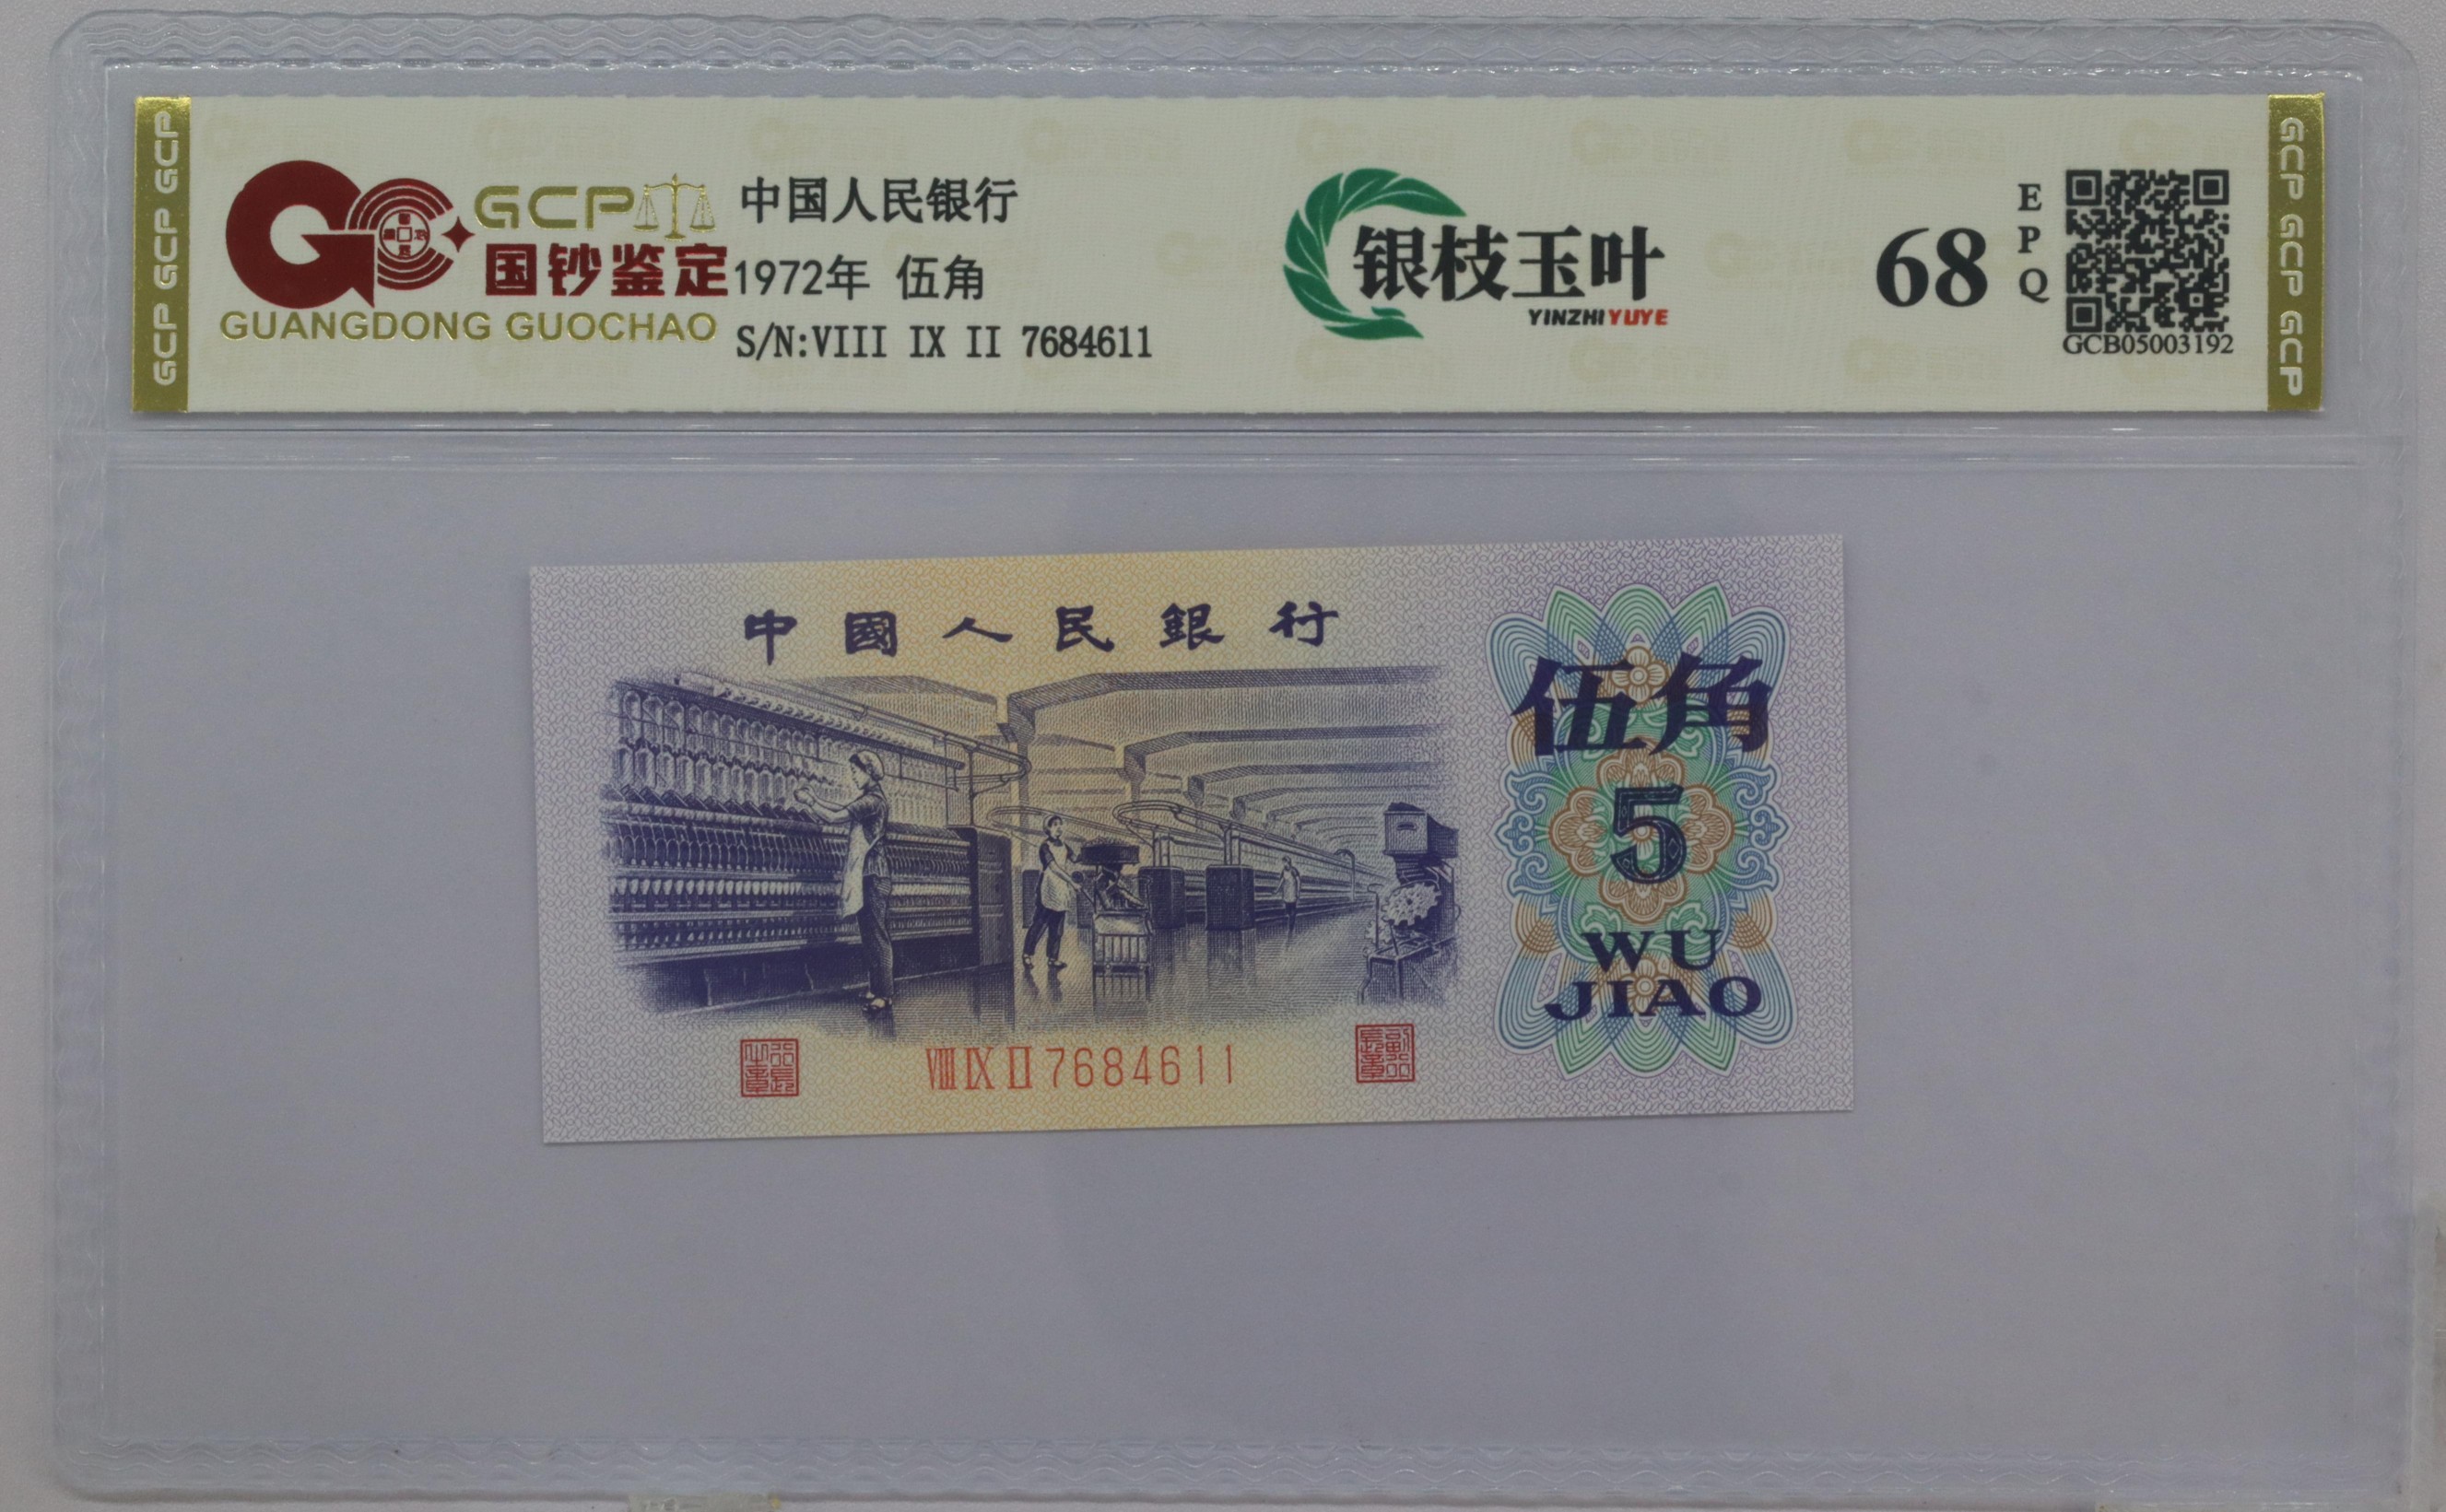 GCP GCP GCP
GCP
国钞鉴定
GUANGDONG GUOCHAO
中国人民银行
1972年 伍角
S/N:VIII IX II 7684611
银枝玉叶
YINZHI YUYE
68
EPQ
GCB05003192
GCP GCP GCP
中國人民銀行
伍角
5
WU
JIAO
VIII IX II 7684611